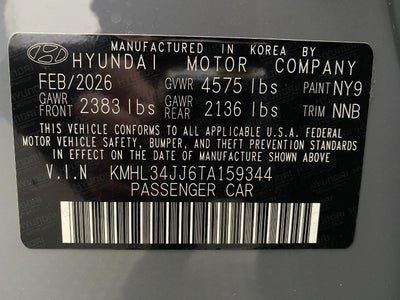 MANUFACTURED IN KOREA BY
HYUNDAI MOTOR COMPANY
FEB/2026 GVWR 4575 lbs PAINT NY9
GAWR FRONT 2383 lbs GAWR REAR 2136 lbs TRIM NNB
THIS VEHICLE CONFORMS TO ALL APPLICABLE U.S.A. FEDERAL
MOTOR VEHICLE SAFETY, BUMPER, AND THEFT PREVENTION STANDARDS
IN EFFECT ON THE DATE OF MANUFACTURE SHOWN ABOVE.
V.I.N KMHL34JJ6TA159344
PASSENGER CAR